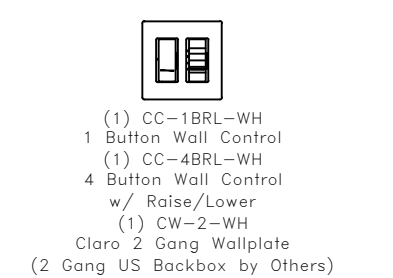 (1) CC-1BRL-WH
1 Button Wall Control
(1) CC-4BRL-WH
4 Button Wall Control
w/ Raise/Lower
(1) CW-2-WH
Claro 2 Gang Wallplate
(2 Gang US Backbox by Others)